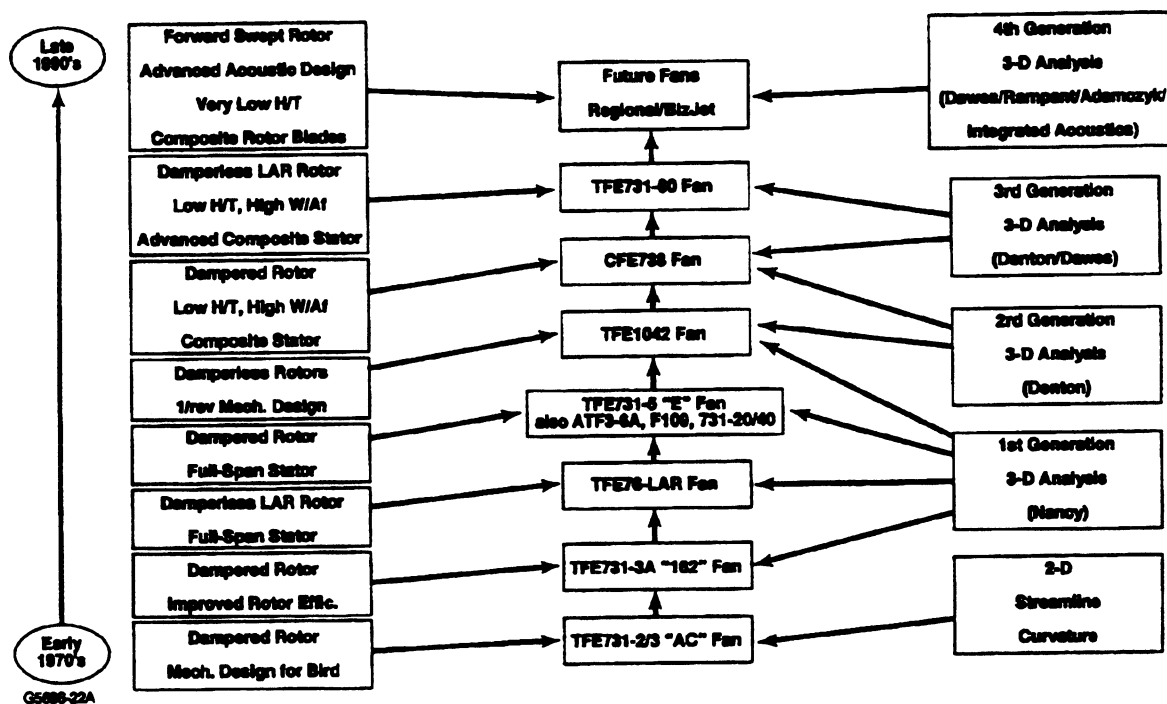 Late
1990's
Early
1970's
G5686-22A
Forward Swept Rotor
Advanced Acoustic Design
Very Low H/T
Composite Rotor Blades
Damperless LAR Rotor
Low H/T, High W/Af
Advanced Composite Stator
Dampered Rotor
Low H/T, High W/Af
Composite Stator
Damperless Rotors
1/rev Mech. Design
Dampered Rotor
Full-Span Stator
Damperless LAR Rotor
Full-Span Stator
Dampered Rotor
Improved Rotor Effic.
Dampered Rotor
Mech. Design for Bird
Future Fans
Regional/BizJet
TFE731-60 Fan
CFE738 Fan
TFE1042 Fan
TFE731-5 "E" Fan
also ATF3-6A, F109, 731-20/40
TFE76-LAR Fan
TFE731-3A "162" Fan
TFE731-2/3 "AC" Fan
4th Generation
3-D Analysis
(Dawes/Rampant/Adamczyk/
Integrated Acoustics)
3rd Generation
3-D Analysis
(Denton/Dawes)
2nd Generation
3-D Analysis
(Denton)
1st Generation
3-D Analysis
(Nancy)
2-D
Streamline
Curvature